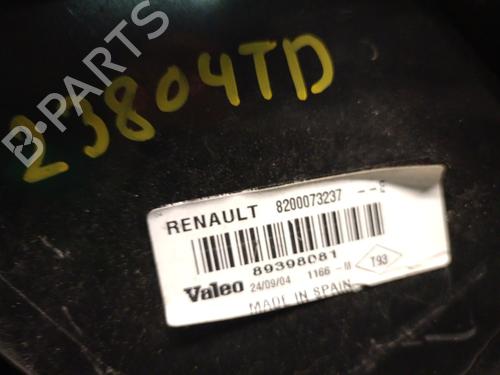 B-PARTS
23804TD
RENAULT 8200073237 --E
89398081
Valeo 24/09/04 1166-M T93
MADE IN SPAIN